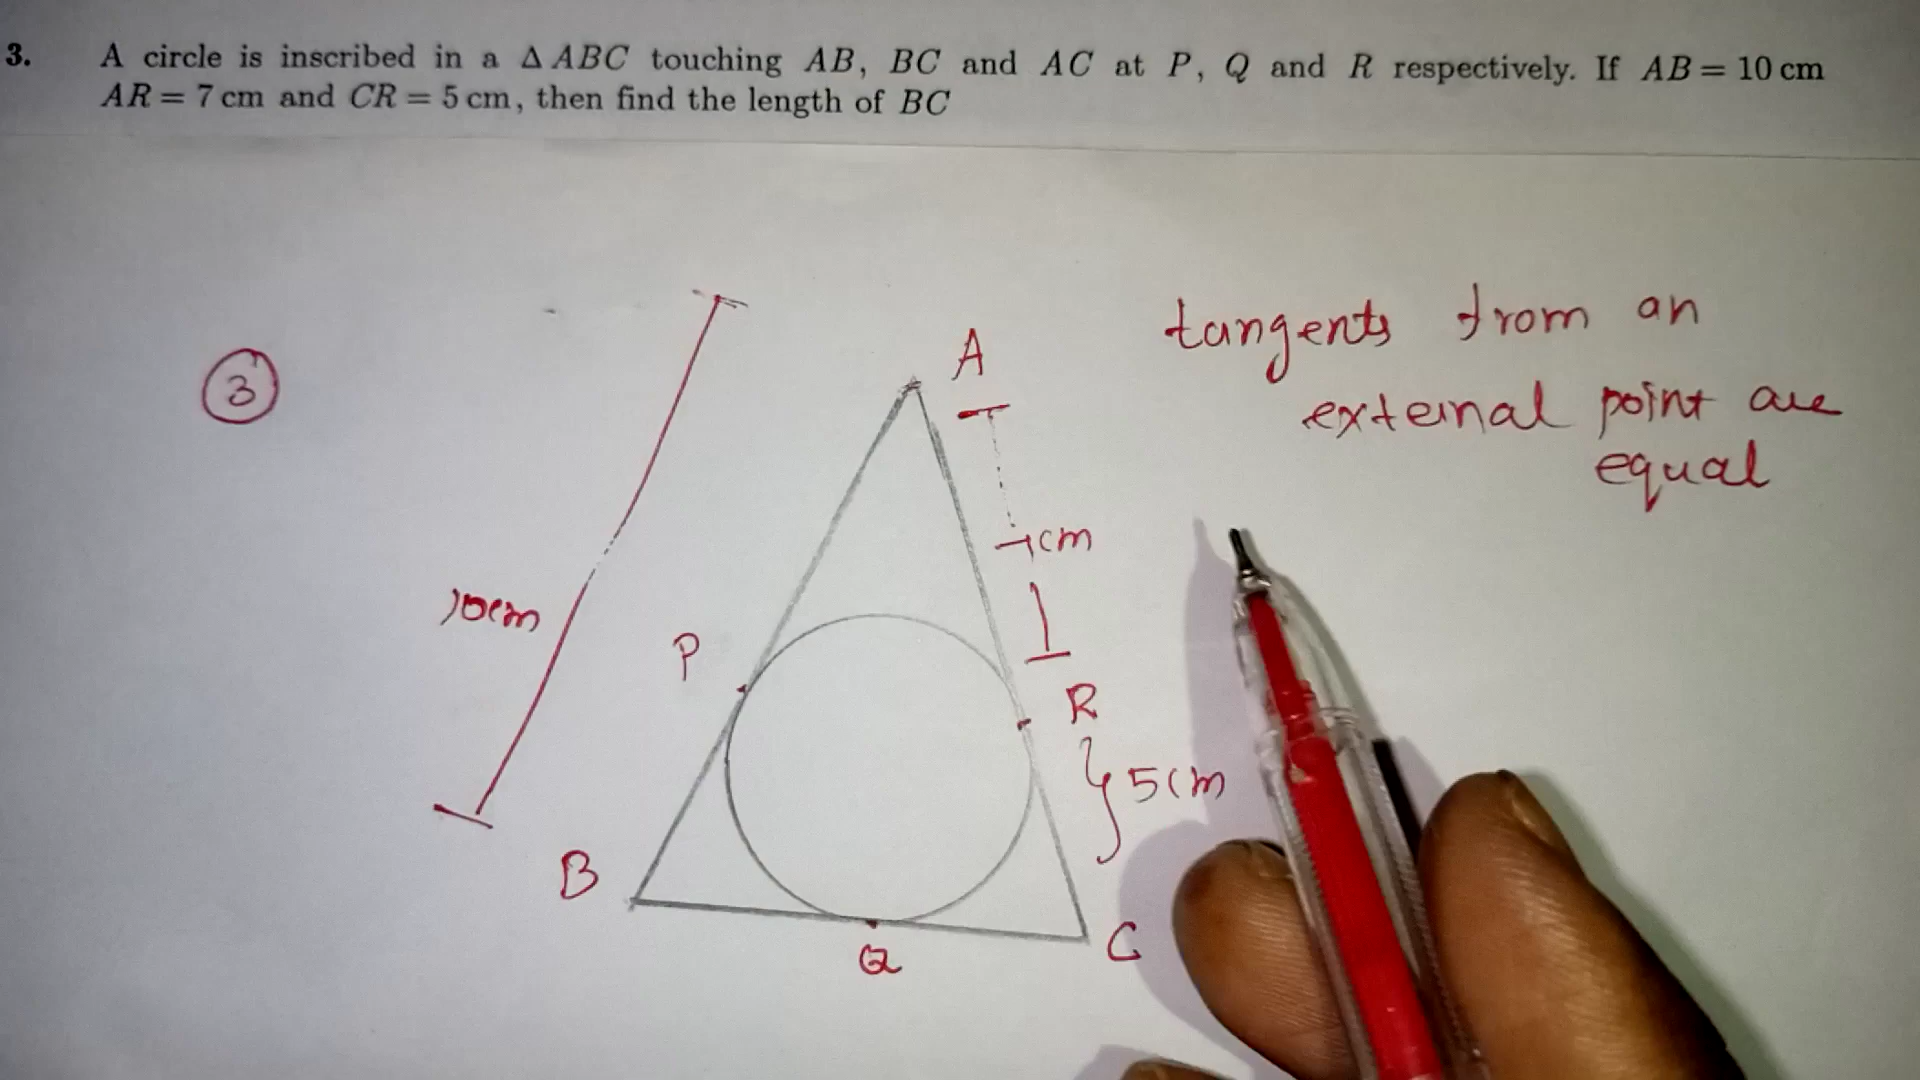 3. A circle is inscribed in a Δ ABC touching AB, BC and AC at P, Q and R respectively. If AB = 10 cm
AR = 7 cm and CR = 5 cm, then find the length of BC
3
tangents from an
external point are
equal
A
7cm
10cm
P
R
5cm
B
Q
C